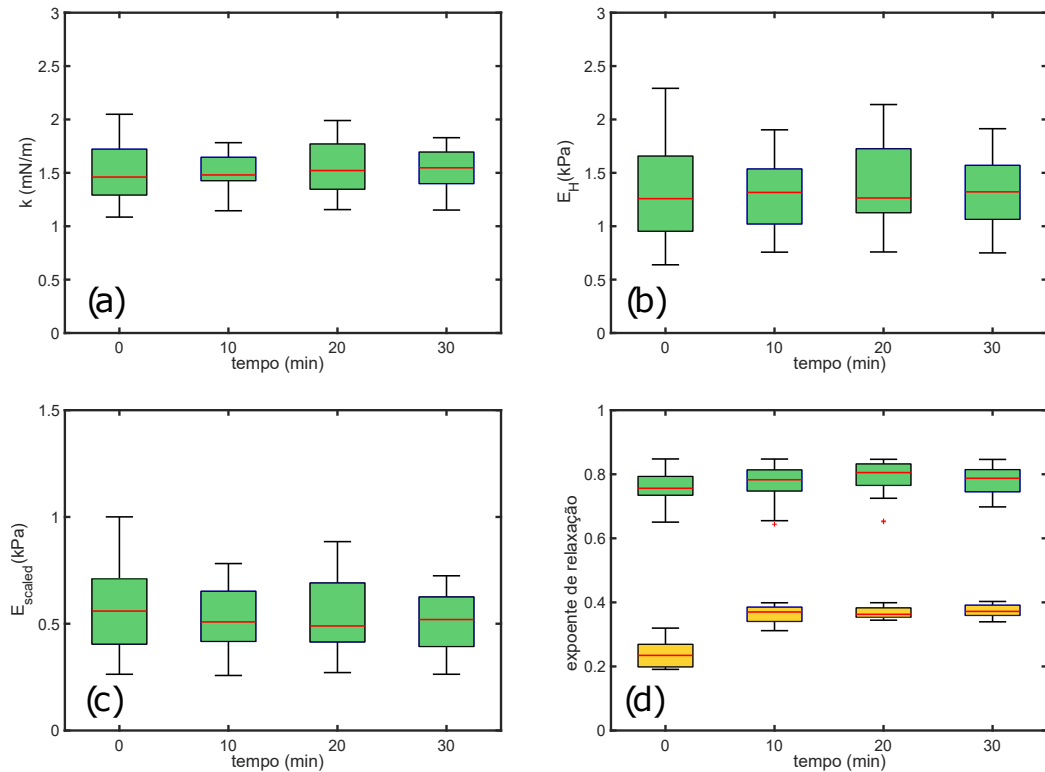 3
2.5
2
1.5
1
0.5
0
k (mN/m)
(a)
0 10 20 30
tempo (min)
3
2.5
2
1.5
1
0.5
0
E_H(kPa)
(b)
0 10 20 30
tempo (min)
1.5
1
0.5
0
E_scaled(kPa)
(c)
0 10 20 30
tempo (min)
1
0.8
0.6
0.4
0.2
0
expoente de relaxação
(d)
0 10 20 30
tempo (min)